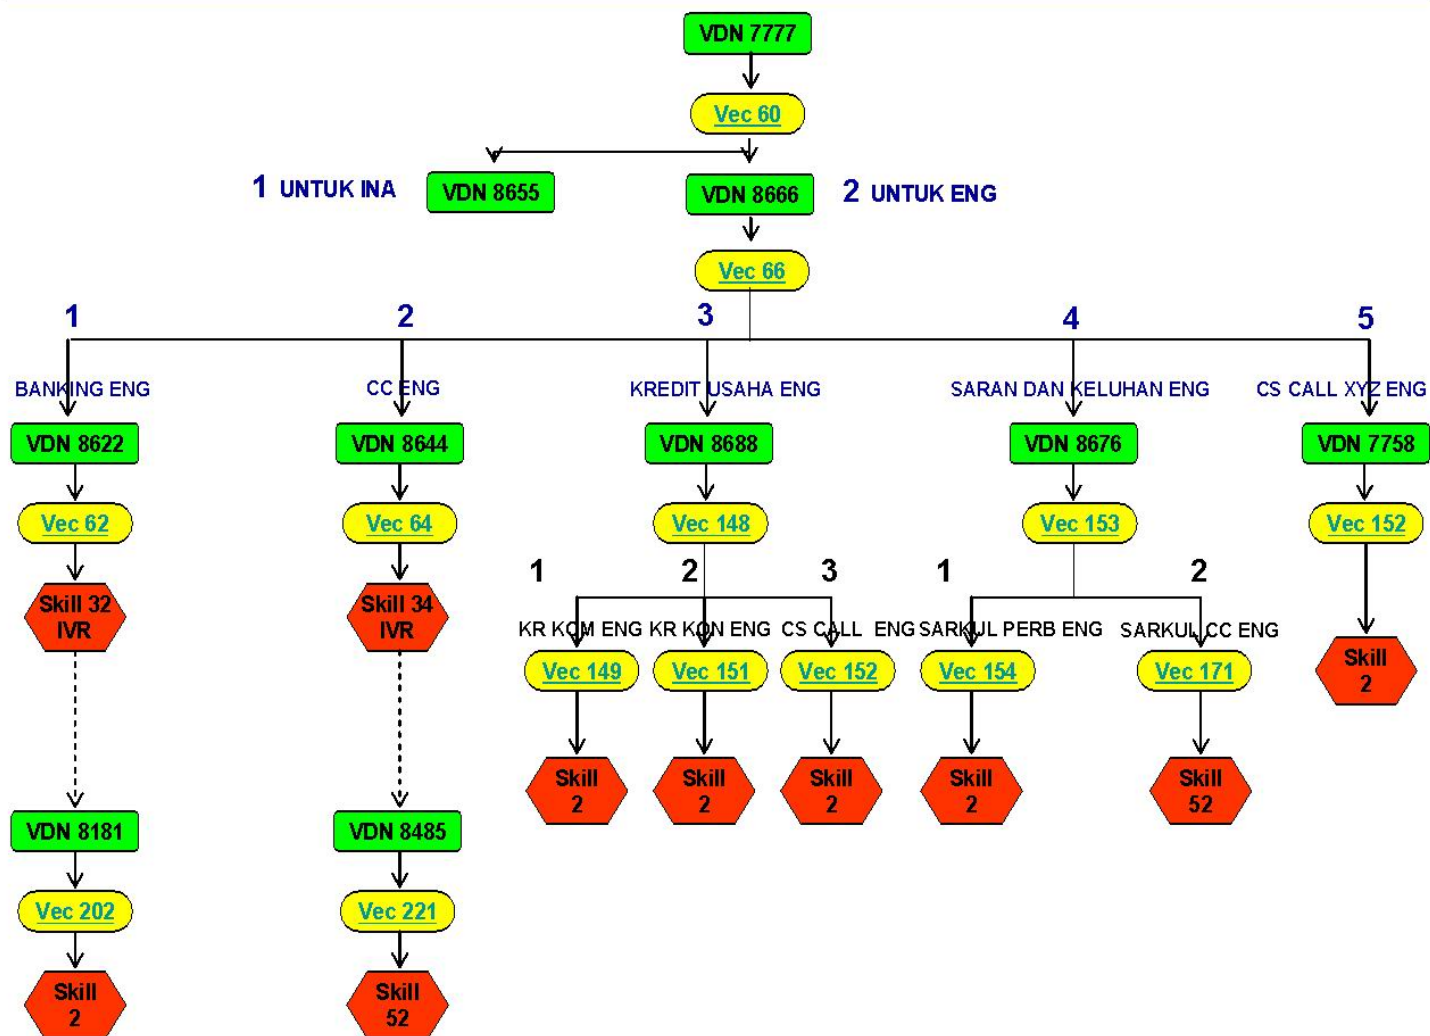 VDN 7777
Vec 60
1 UNTUK INA
VDN 8655
VDN 8666
2 UNTUK ENG
Vec 66
1
2
3
4
5
BANKING ENG
CC ENG
KREDIT USAHA ENG
SARAN DAN KELUHAN ENG
CS CALL XYZ ENG
VDN 8622
VDN 8644
VDN 8688
VDN 8676
VDN 7758
Vec 62
Vec 64
Vec 148
Vec 153
Vec 152
1
2
3
1
2
Skill 32
IVR
Skill 34
IVR
KR KOM ENG
KR KON ENG
CS CALL ENG
SARKUL PERB ENG
SARKUL CC ENG
Vec 149
Vec 151
Vec 152
Vec 154
Vec 171
Skill
2
Skill
2
Skill
2
Skill
2
Skill
2
Skill
52
VDN 8181
VDN 8485
Vec 202
Vec 221
Skill
2
Skill
52